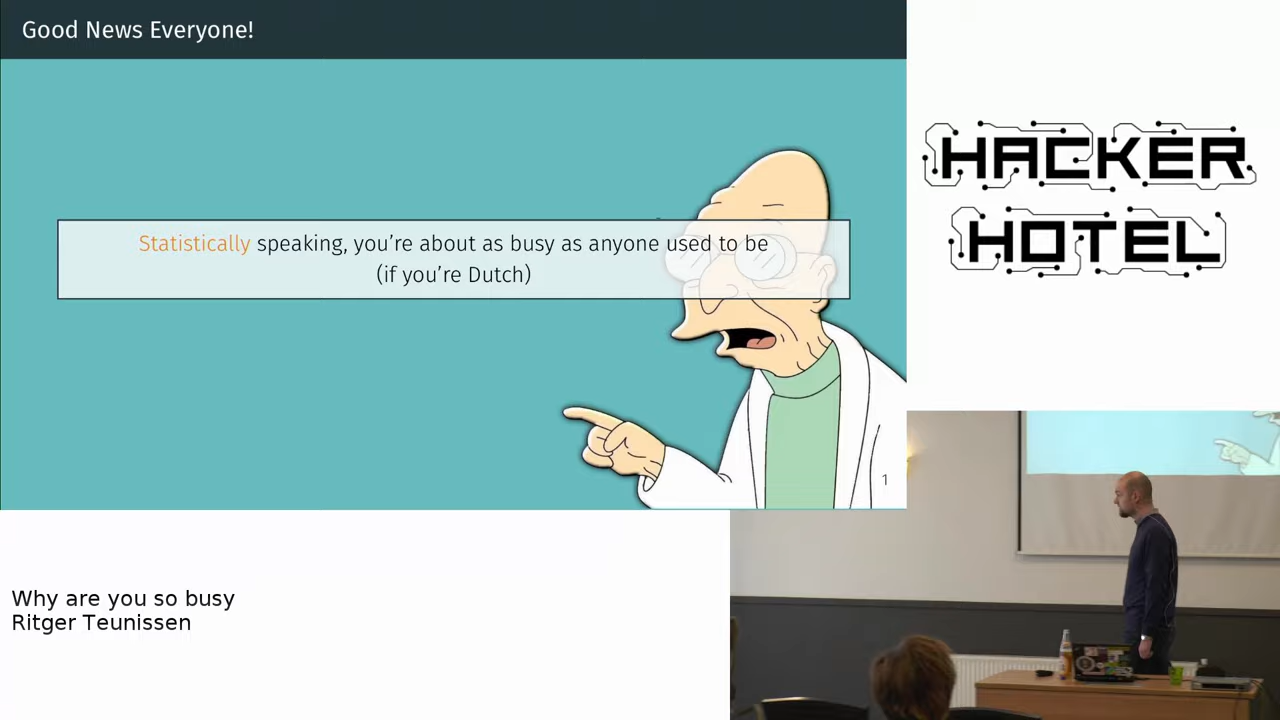 Good News Everyone!
Statistically speaking, you're about as busy as anyone used to be
(if you're Dutch)
1
HACKER
HOTEL
Why are you so busy
Ritger Teunissen